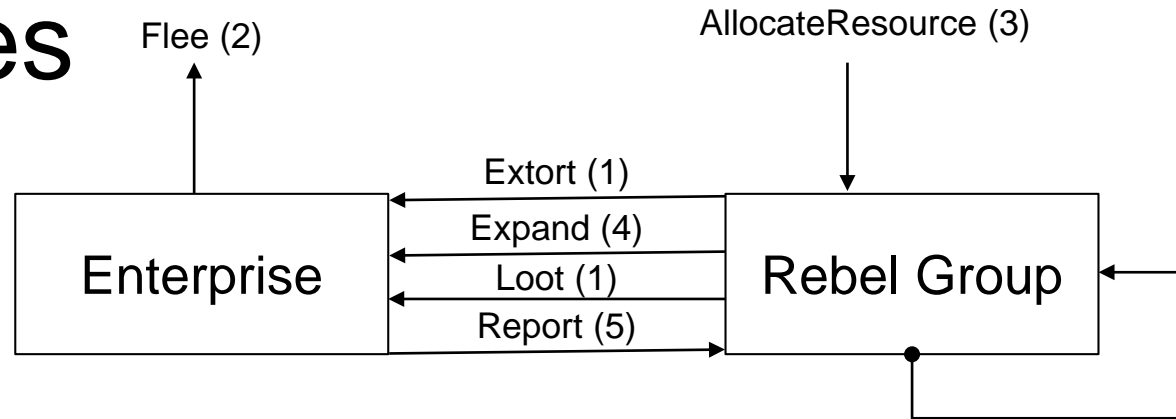 es
Flee (2)
AllocateResource (3)
Extort (1)
Expand (4)
Loot (1)
Report (5)
Enterprise
Rebel Group